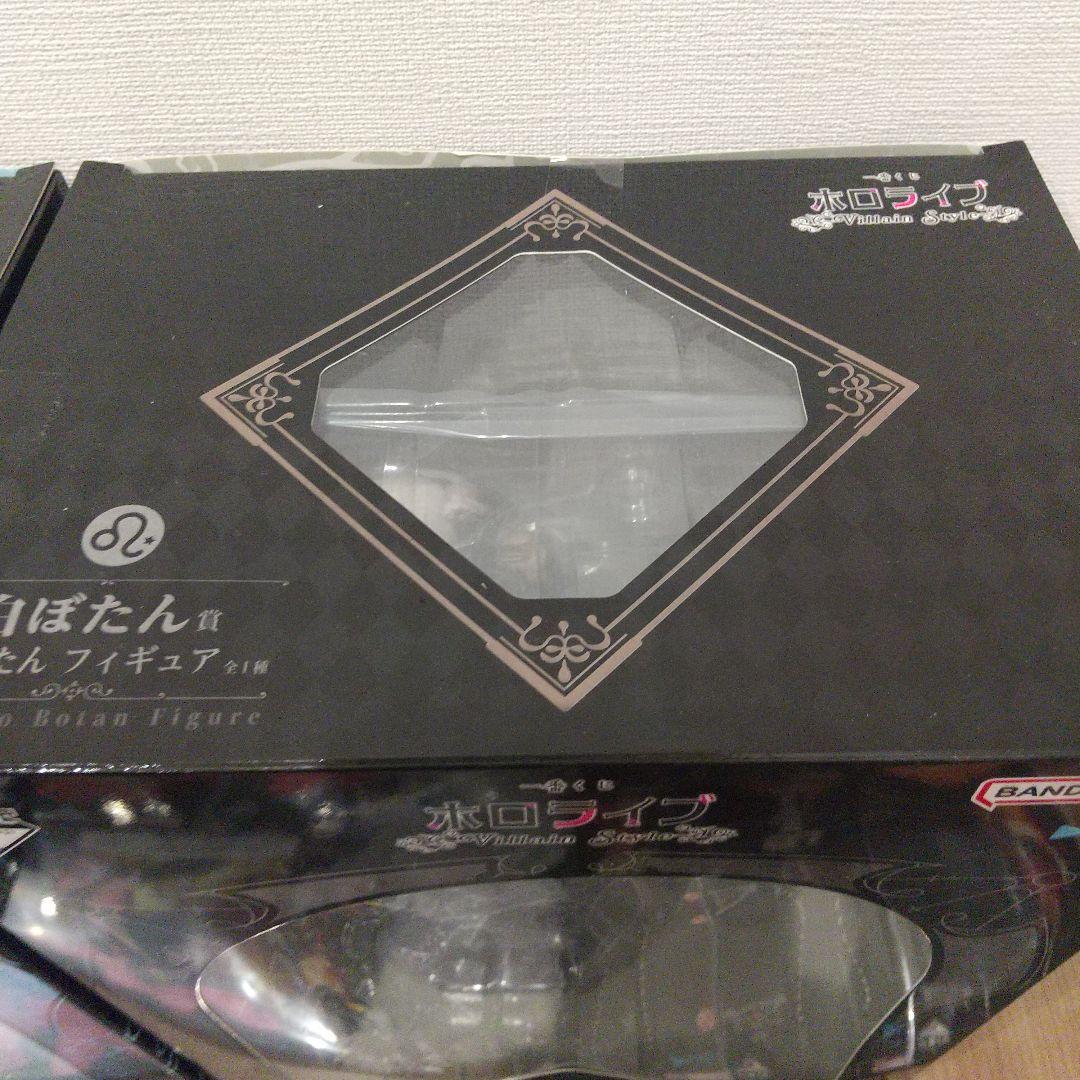 一番くじ
ホロライブ
Villain Style
白ぼたん賞
たん フィギュア 全1種
o Botan Figure
一番くじ
ホロライブ
Villain Style
BAND